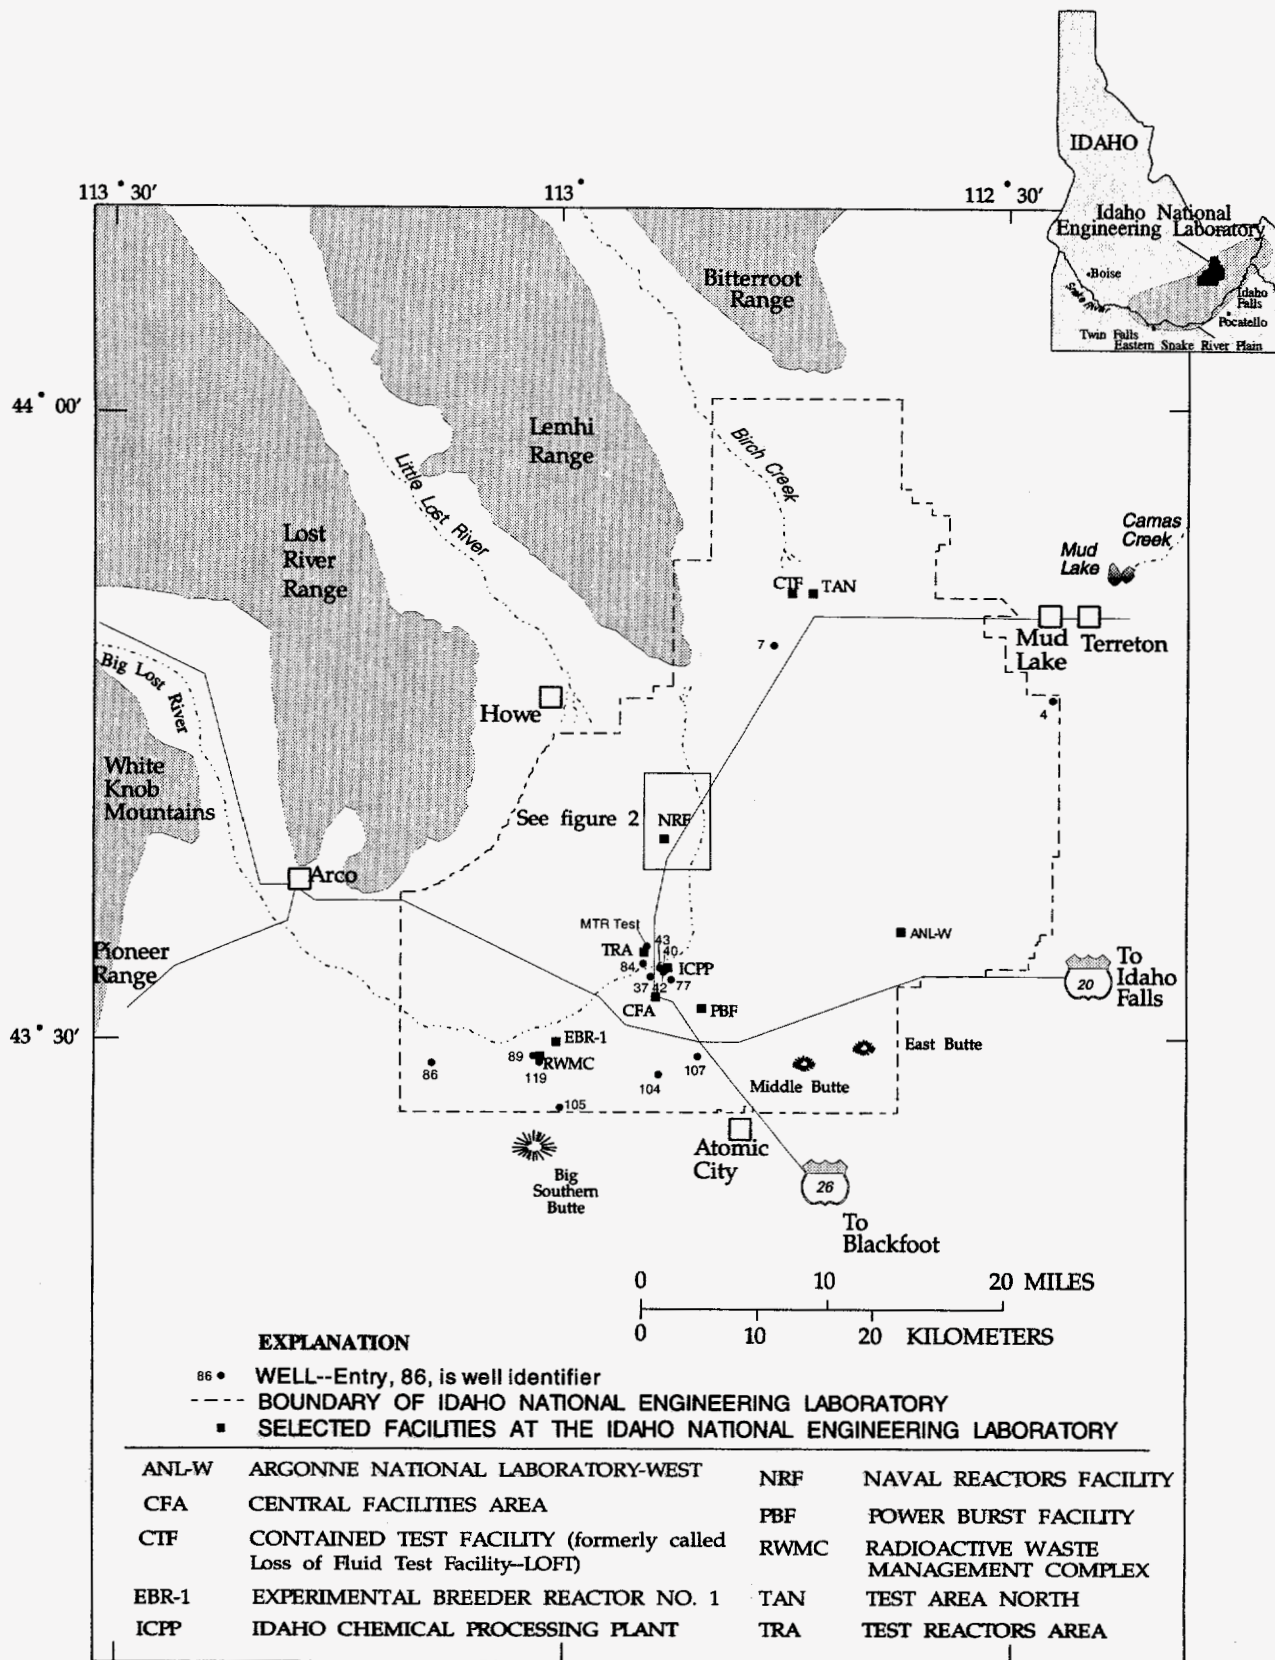 IDAHO
Idaho National
Engineering Laboratory
Boise
Snake River
Idaho
Falls
Pocatello
Twin Falls
Eastern Snake River Plain
113° 30'
113°
112° 30'
Bitterroot
Range
44° 00'
Lemhi
Range
Birch Creek
Little Lost River
Lost
River
Range
Camas
Creek
Mud
Lake
CTF
TAN
7
Mud
Lake
Terreton
Big Lost River
Howe
4
White
Knob
Mountains
See figure 2
NRF
Arco
MTR Test
43
40
ANL-W
Pioneer
Range
TRA
84
ICPP
37
42
77
To
Idaho
Falls
20
CFA
PBF
43° 30'
EBR-1
East Butte
89
RWMC
86
119
104
107
Middle Butte
105
Atomic
City
Big
Southern
Butte
26
To
Blackfoot
0 10 20 MILES
0 10 20 KILOMETERS
EXPLANATION
86 WELL--Entry, 86, is well identifier
BOUNDARY OF IDAHO NATIONAL ENGINEERING LABORATORY
SELECTED FACILITIES AT THE IDAHO NATIONAL ENGINEERING LABORATORY
ANL-W ARGONNE NATIONAL LABORATORY-WEST
CFA CENTRAL FACILITIES AREA
CTF CONTAINED TEST FACILITY (formerly called
Loss of Fluid Test Facility--LOFT)
EBR-1 EXPERIMENTAL BREEDER REACTOR NO. 1
ICPP IDAHO CHEMICAL PROCESSING PLANT
NRF NAVAL REACTORS FACILITY
PBF POWER BURST FACILITY
RWMC RADIOACTIVE WASTE
MANAGEMENT COMPLEX
TAN TEST AREA NORTH
TRA TEST REACTORS AREA